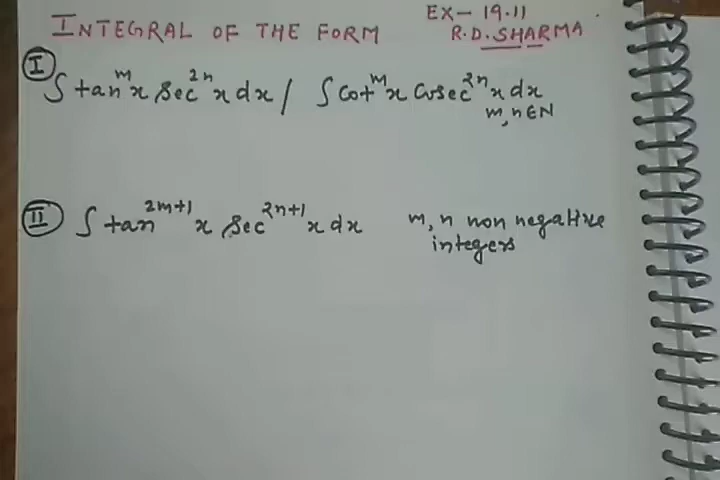 INTEGRAL OF THE FORM EX-19.11
R.D. SHARMA
I ∫ tan^m x sec^2n x dx / ∫ cot^m x cosec^2n x dx
m, n ∈ N
II ∫ tan^2m+1 x sec^2n+1 x dx m, n non negative
integers